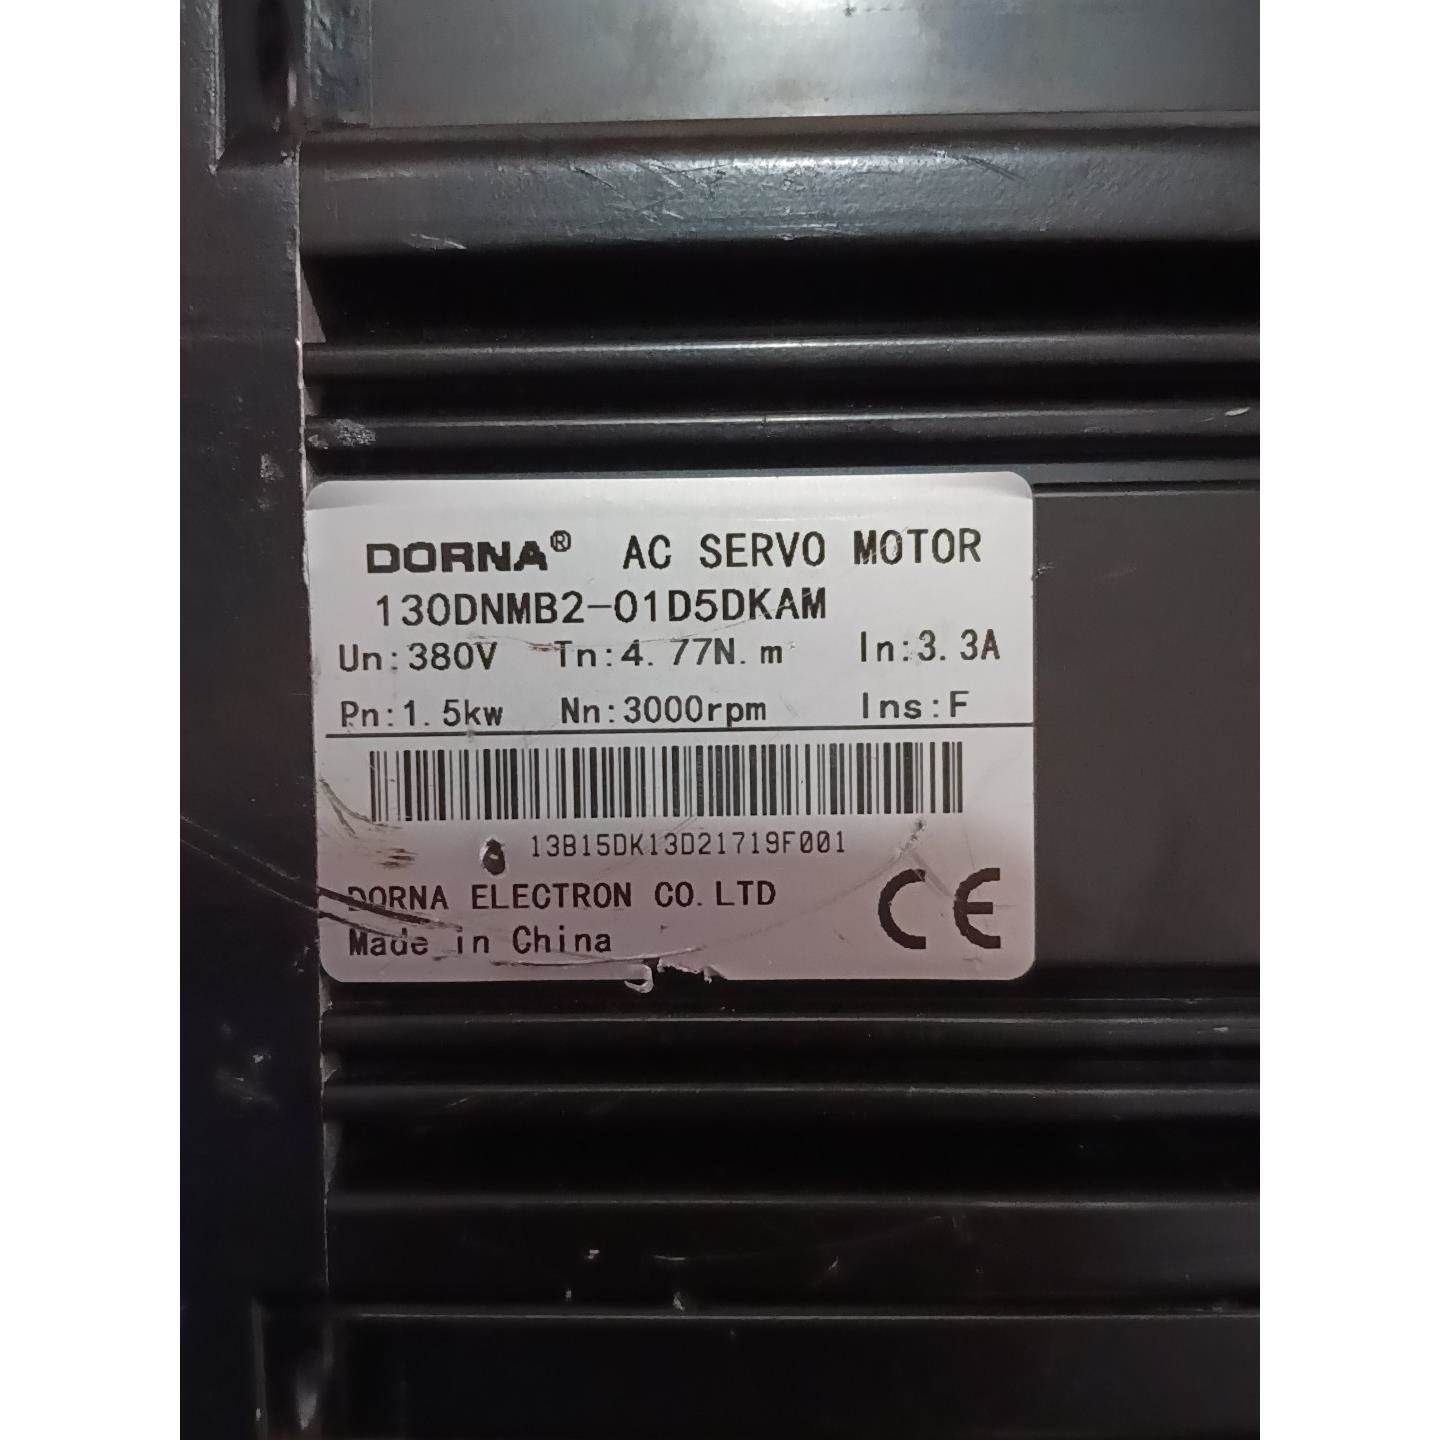 DORNA® AC SERVO MOTOR
130DNMB2-01D5DKAM
Un:380V Tn:4.77N.m In:3.3A
Pn:1.5kw Nn:3000rpm Ins:F
13B15DK13D21719F001
DORNA ELECTRON CO.LTD
Made in China
CE